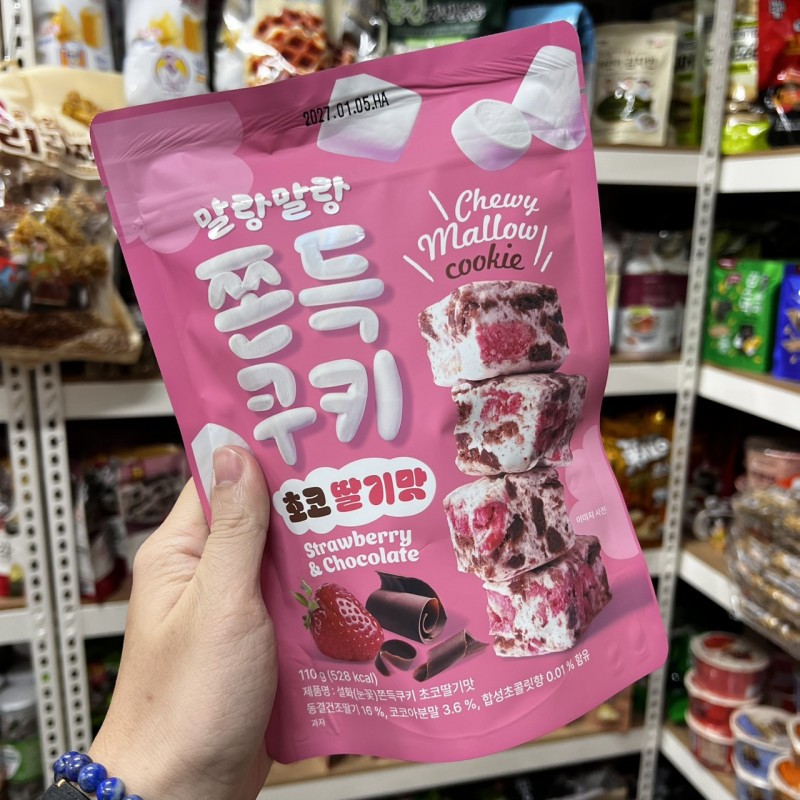 2027.01.05.HA
말랑말랑
쫀득
쿠키
Chewy
Mallow
cookie
초코 딸기맛
Strawberry
& Chocolate
이미지 사진
110 g (528 kcal)
제품명 : 설화(눈꽃)쫀득쿠키 초코딸기맛
동결건조딸기 16 %, 코코아분말 3.6 %, 합성초콜릿향 0.01 % 함유
과자